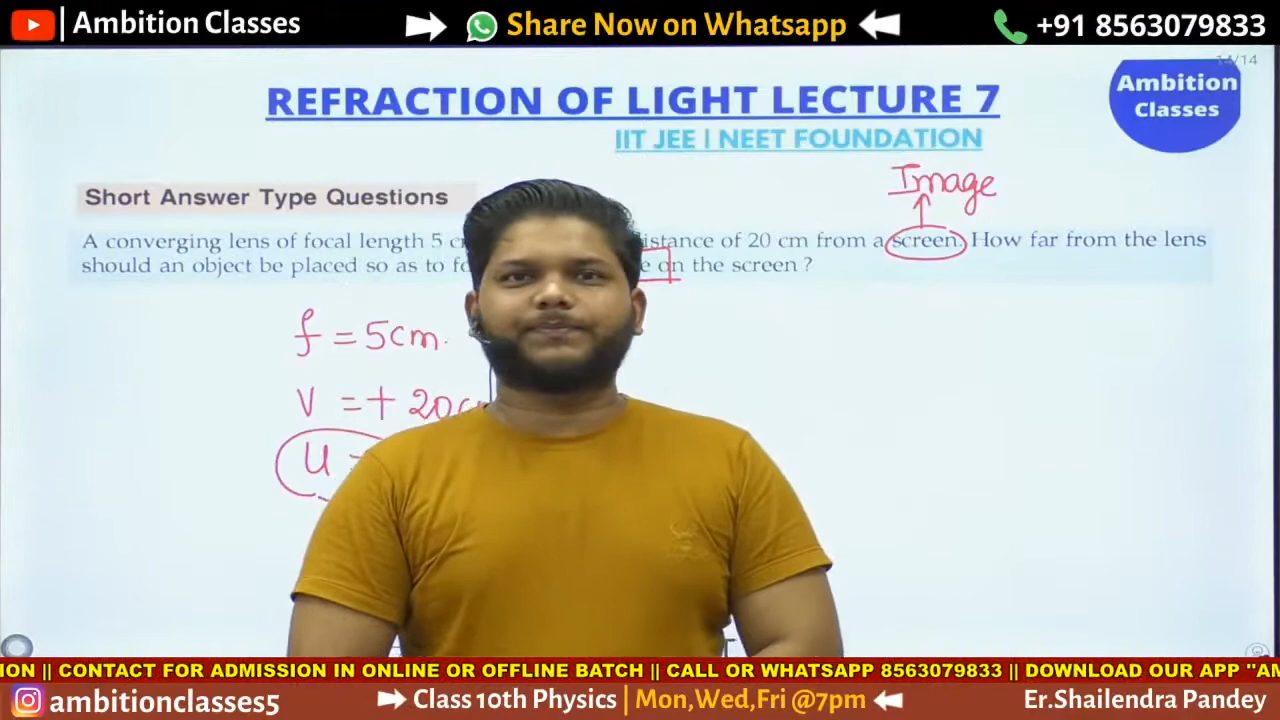 Ambition Classes
Share Now on Whatsapp
+91 8563079833
14/14
REFRACTION OF LIGHT LECTURE 7
Ambition
Classes
IIT JEE | NEET FOUNDATION
Image
Short Answer Type Questions
A converging lens of focal length 5 distance of 20 cm from a screen. How far from the lens
should an object be placed so as to on the screen ?
f = 5cm.
V = + 20
u
ION || CONTACT FOR ADMISSION IN ONLINE OR OFFLINE BATCH || CALL OR WHATSAPP 8563079833 || DOWNLOAD OUR APP "AM
ambitionclasses5
Class 10th Physics | Mon,Wed,Fri @7pm
Er.Shailendra Pandey